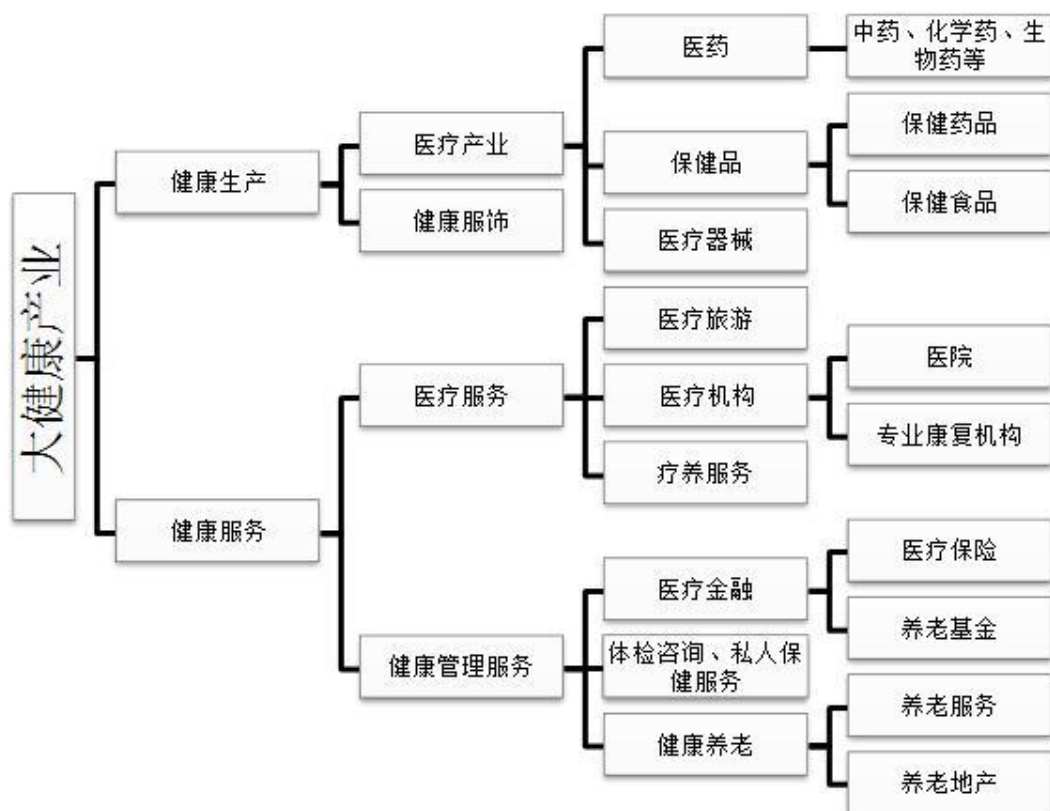 大健康产业
健康生产
医疗产业
医药
中药、化学药、生
物药等
保健品
保健药品
保健食品
医疗器械
健康服饰
健康服务
医疗服务
医疗旅游
医疗机构
医院
专业康复机构
疗养服务
健康管理服务
医疗金融
医疗保险
养老基金
体检咨询、私人保
健服务
健康养老
养老服务
养老地产